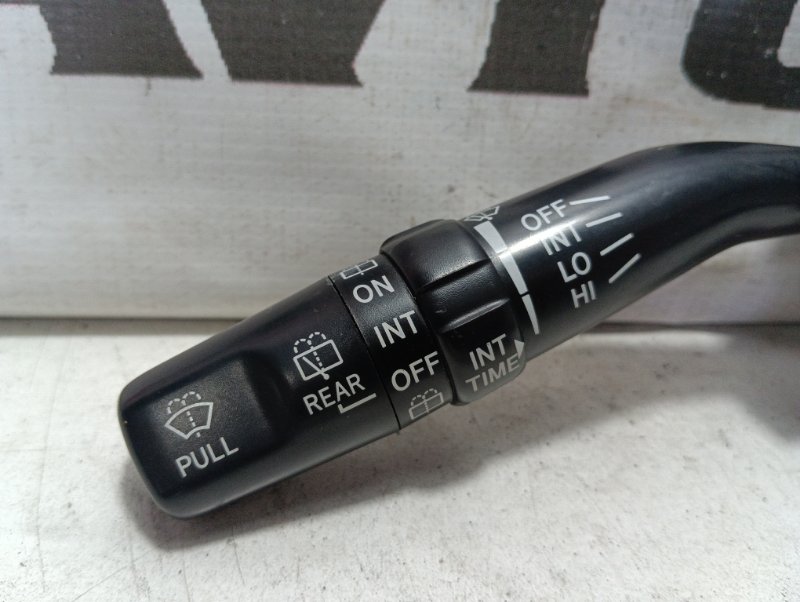 OFF
INT
LO
HI
INT
TIME
ON
INT
OFF
REAR
PULL